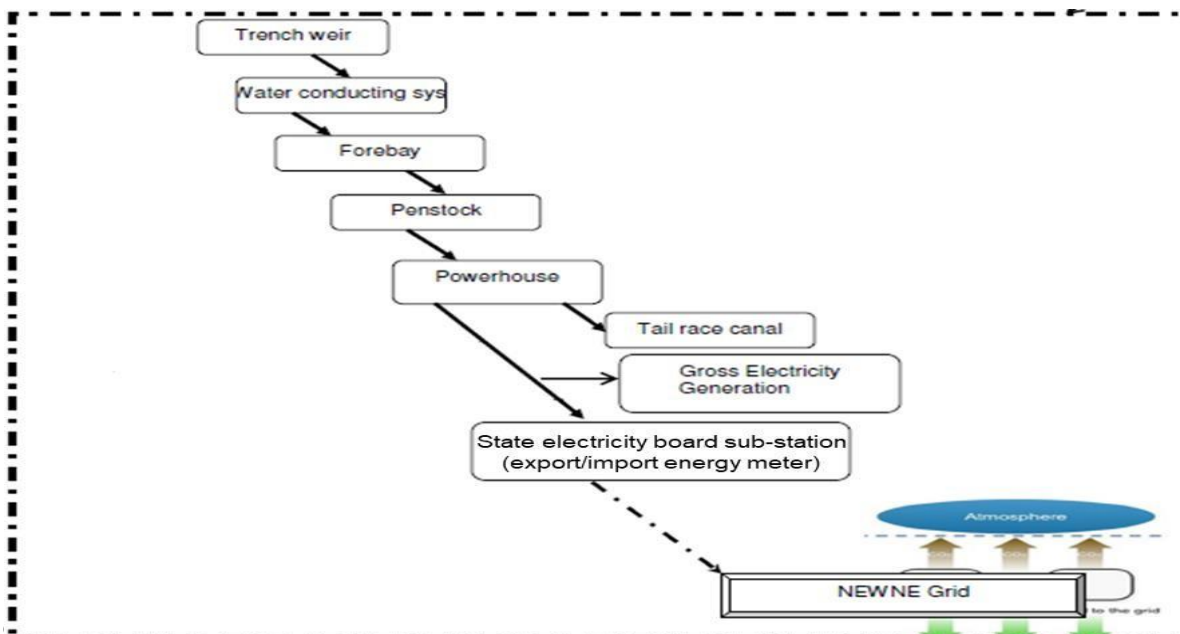 Trench weir
Water conducting sys
Forebay
Penstock
Powerhouse
Tail race canal
Gross Electricity
Generation
State electricity board sub-station
(export/import energy meter)
Atmosphere
NEWNE Grid
to the grid